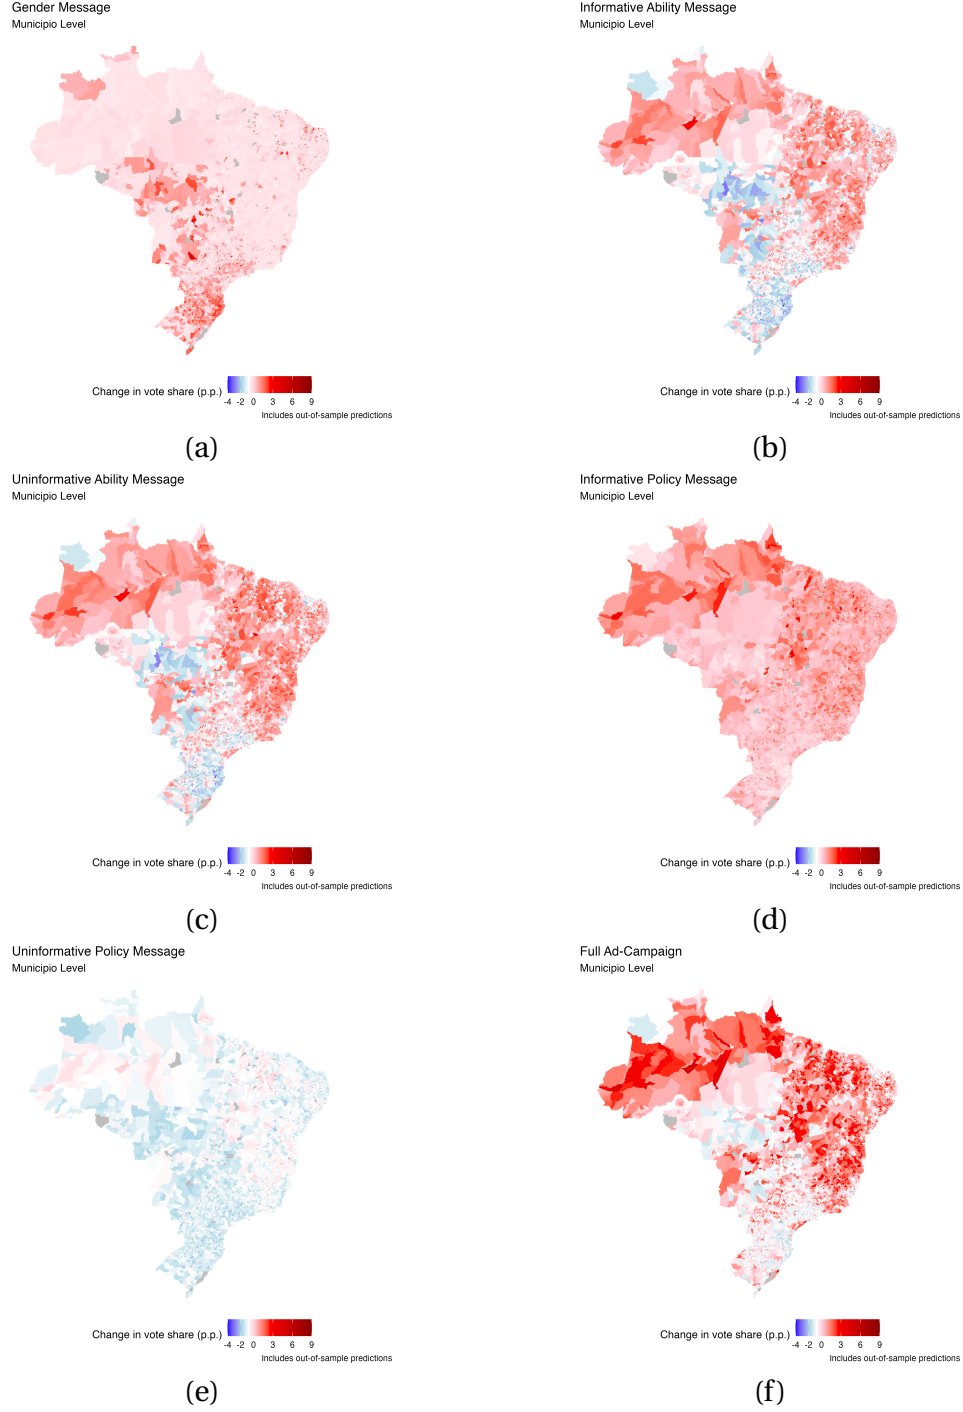 Gender Message
Municipio Level
Change in vote share (p.p.)
-4 -2 0 3 6 9
Includes out-of-sample predictions
(a)
Informative Ability Message
Municipio Level
Change in vote share (p.p.)
-4 -2 0 3 6 9
Includes out-of-sample predictions
(b)
Uninformative Ability Message
Municipio Level
Change in vote share (p.p.)
-4 -2 0 3 6 9
Includes out-of-sample predictions
(c)
Informative Policy Message
Municipio Level
Change in vote share (p.p.)
-4 -2 0 3 6 9
Includes out-of-sample predictions
(d)
Uninformative Policy Message
Municipio Level
Change in vote share (p.p.)
-4 -2 0 3 6 9
Includes out-of-sample predictions
(e)
Full Ad-Campaign
Municipio Level
Change in vote share (p.p.)
-4 -2 0 3 6 9
Includes out-of-sample predictions
(f)